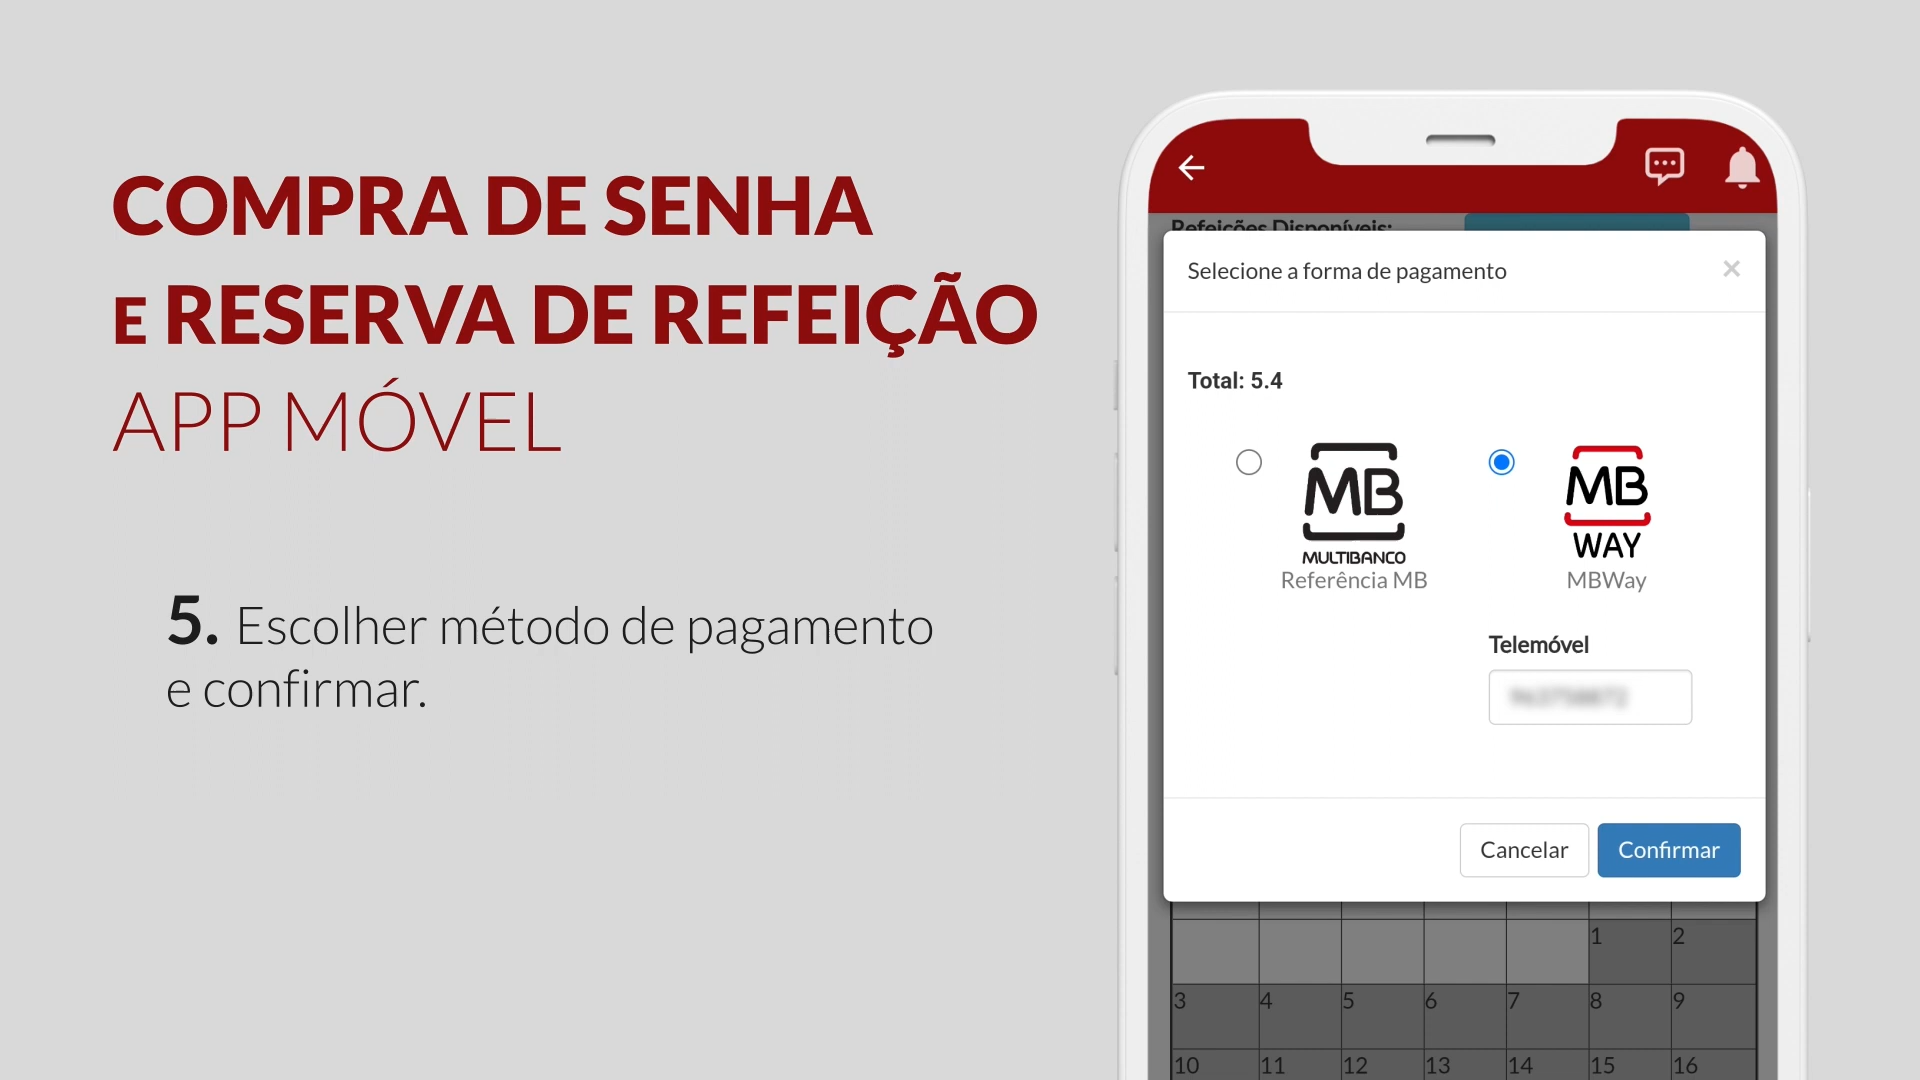 COMPRA DE SENHA
E RESERVA DE REFEIÇÃO
APP MÓVEL
5. Escolher método de pagamento
e confirmar.
Refeições Disponíveis:
Selecione a forma de pagamento
×
Total: 5.4
MB
MULTIBANCO
Referência MB
MB
WAY
MBWay
Telemóvel
Cancelar
Confirmar
1 2
3 4 5 6 7 8 9
10 11 12 13 14 15 16